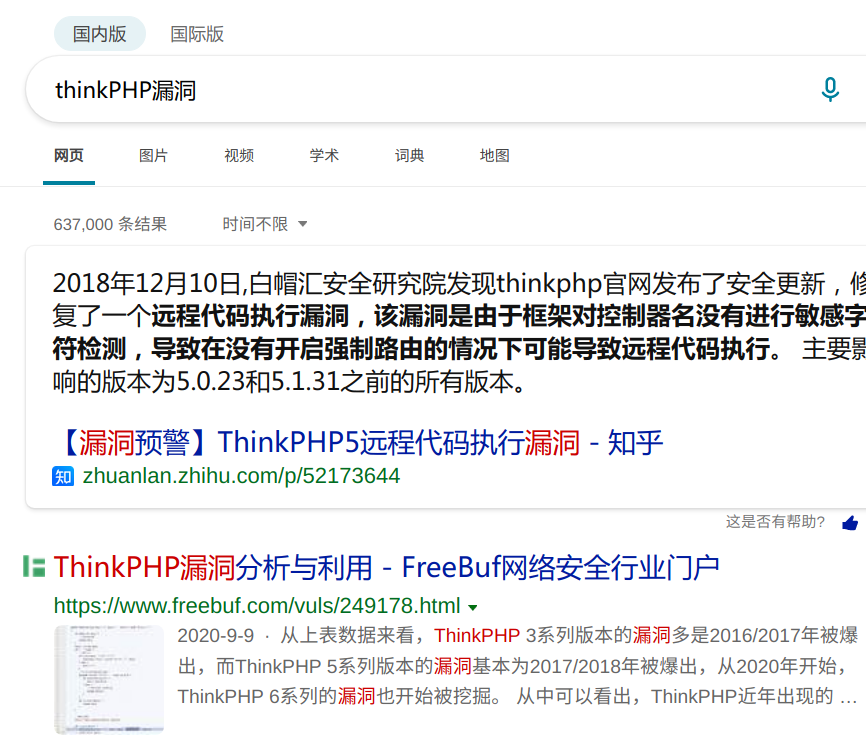 国内版 国际版
thinkPHP漏洞
网页 图片 视频 学术 词典 地图
637,000 条结果 时间不限
2018年12月10日,白帽汇安全研究院发现thinkphp官网发布了安全更新，修
复了一个远程代码执行漏洞，该漏洞是由于框架对控制器名没有进行敏感字
符检测，导致在没有开启强制路由的情况下可能导致远程代码执行。 主要影
响的版本为5.0.23和5.1.31之前的所有版本。
【漏洞预警】ThinkPHP5远程代码执行漏洞 - 知乎
知 zhuanlan.zhihu.com/p/52173644
这是否有帮助?
ThinkPHP漏洞分析与利用 - FreeBuf网络安全行业门户
https://www.freebuf.com/vuls/249178.html
2020-9-9 · 从上表数据来看，ThinkPHP 3系列版本的漏洞多是2016/2017年被爆
出，而ThinkPHP 5系列版本的漏洞基本为2017/2018年被爆出，从2020年开始，
ThinkPHP 6系列的漏洞也开始被挖掘。 从中可以看出，ThinkPHP近年出现的 …